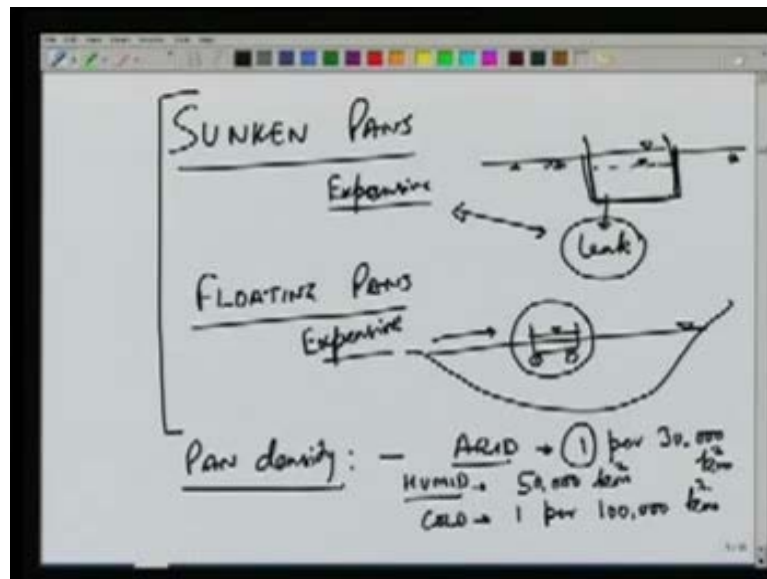 SUNKEN PANS
Expensive
Leak
FLOATING PANS
Expensive
PAN density: - ARID → 1 per 30,000 km²
HUMID → 50,000 km²
COLD → 1 per 100,000 km²